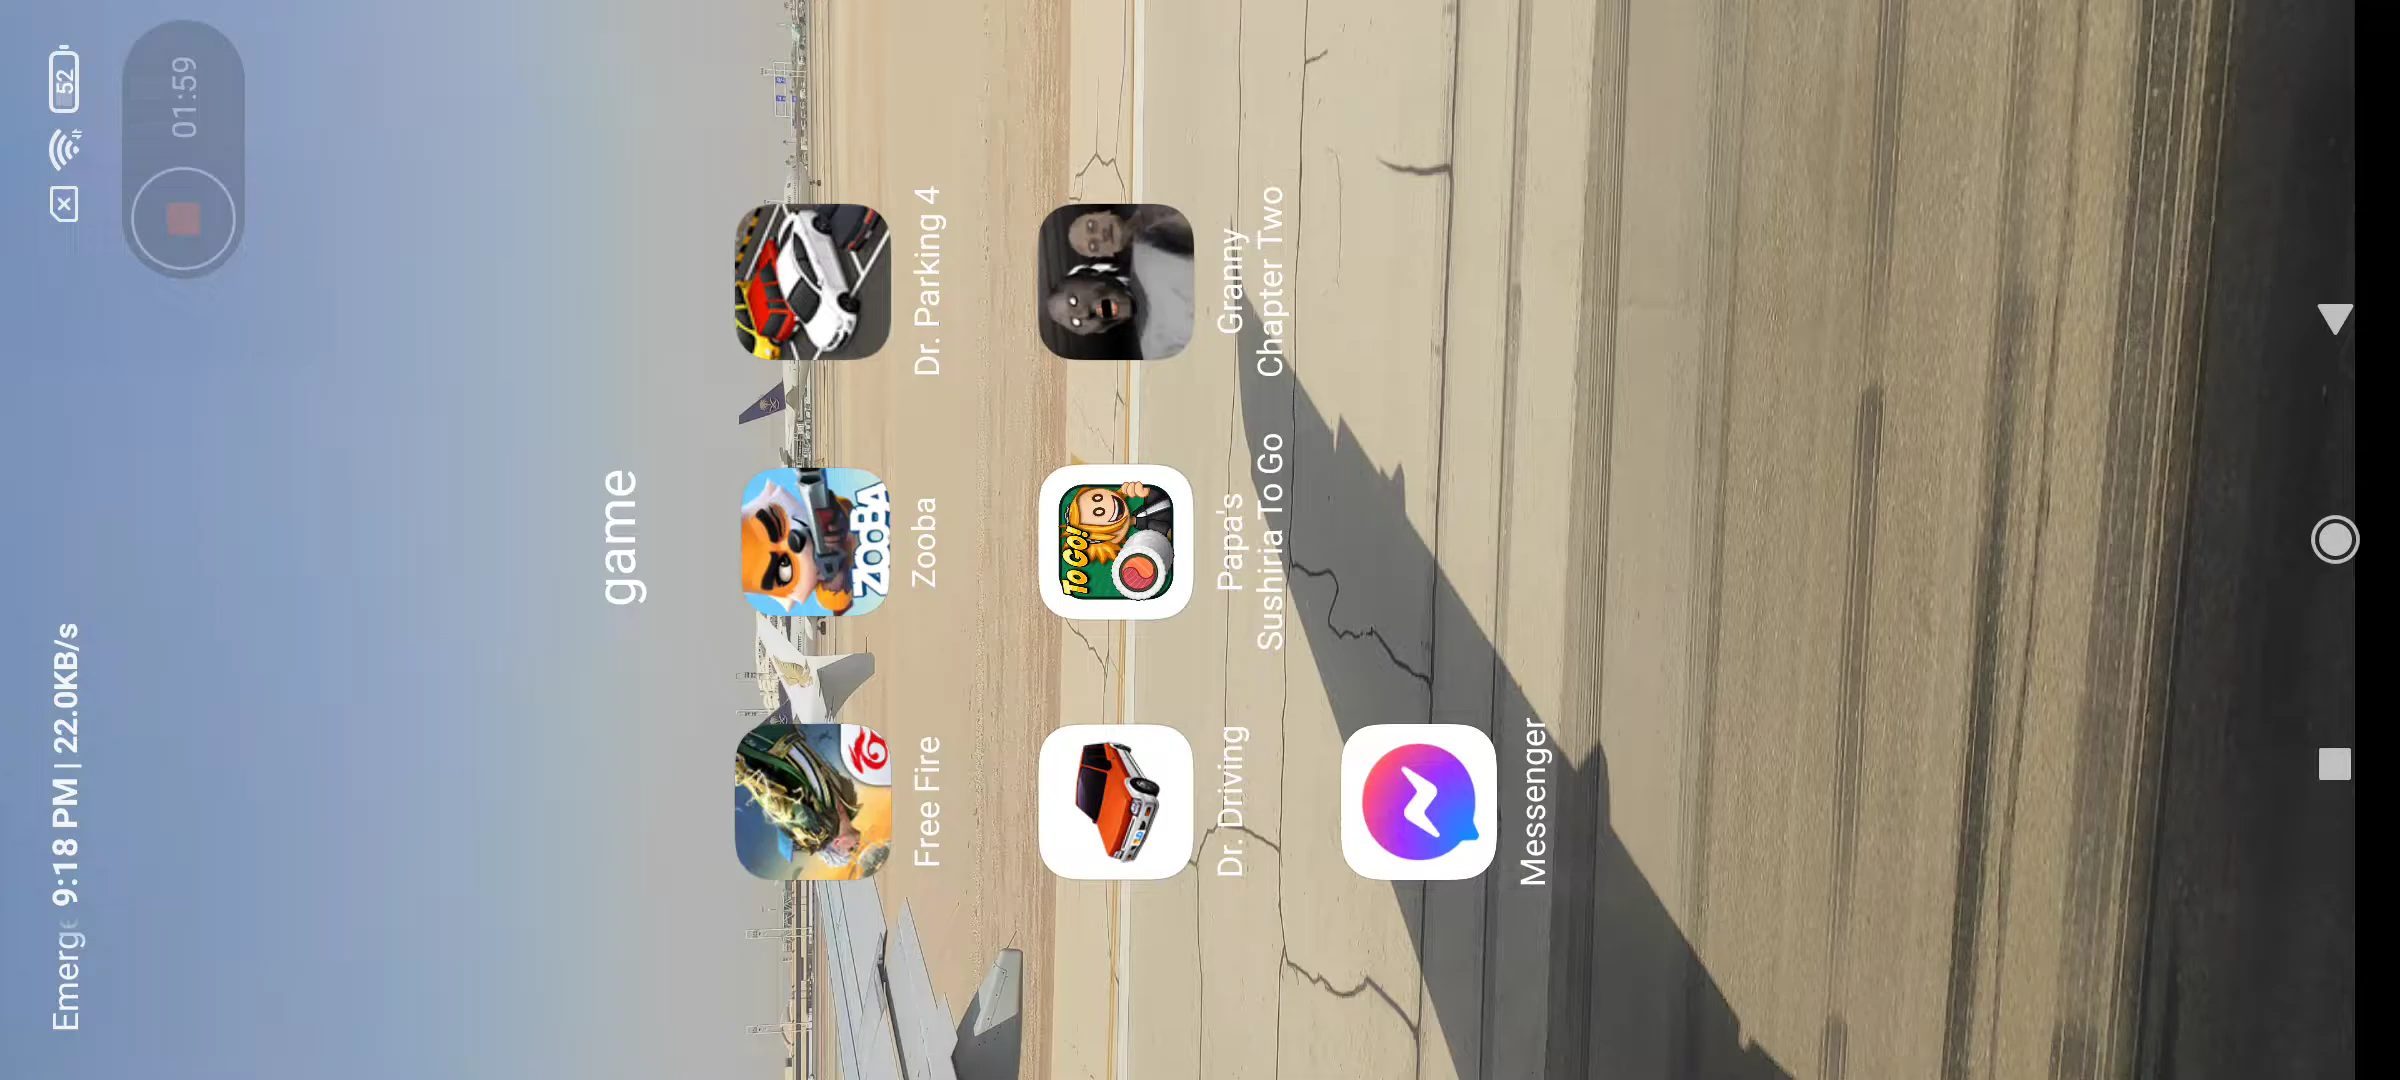 Emerge 9:18 PM | 22.0KB/s
52
01:59
game
Free Fire
Zooba
Dr. Parking 4
ZOOBA
Dr. Driving
Papa's
Sushiria To Go
TO GO!
Granny
Chapter Two
Messenger